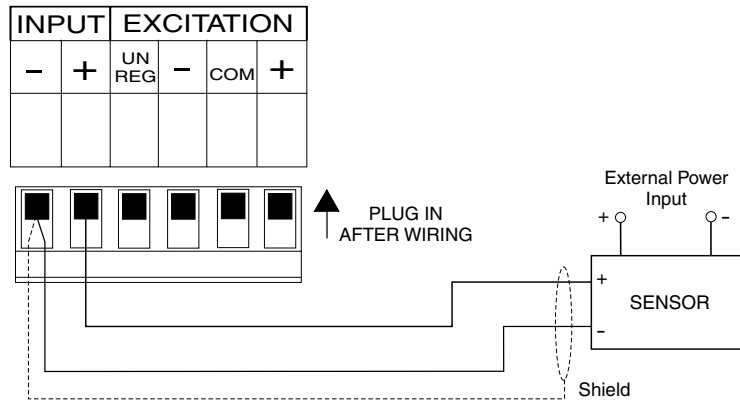 INPUT EXCITATION
- + UN REG - COM +
PLUG IN
AFTER WIRING
External Power
Input
+ -
+
SENSOR
-
Shield